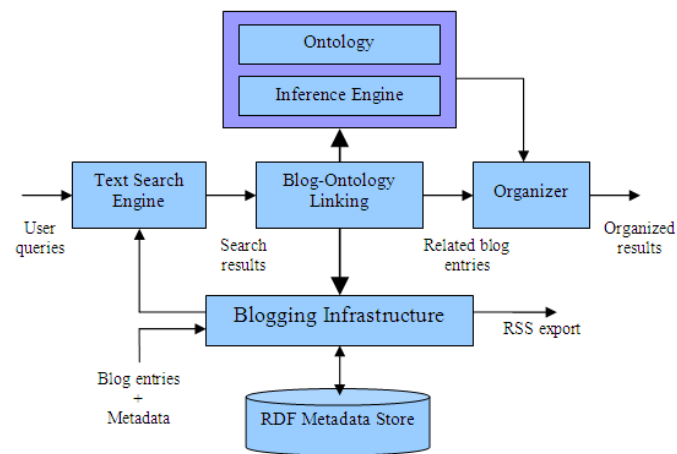 Ontology
Inference Engine
Text Search
Engine
Blog-Ontology
Linking
Organizer
User
queries
Search
results
Related blog
entries
Organized
results
Blogging Infrastructure
RSS export
Blog entries
+
Metadata
RDF Metadata Store